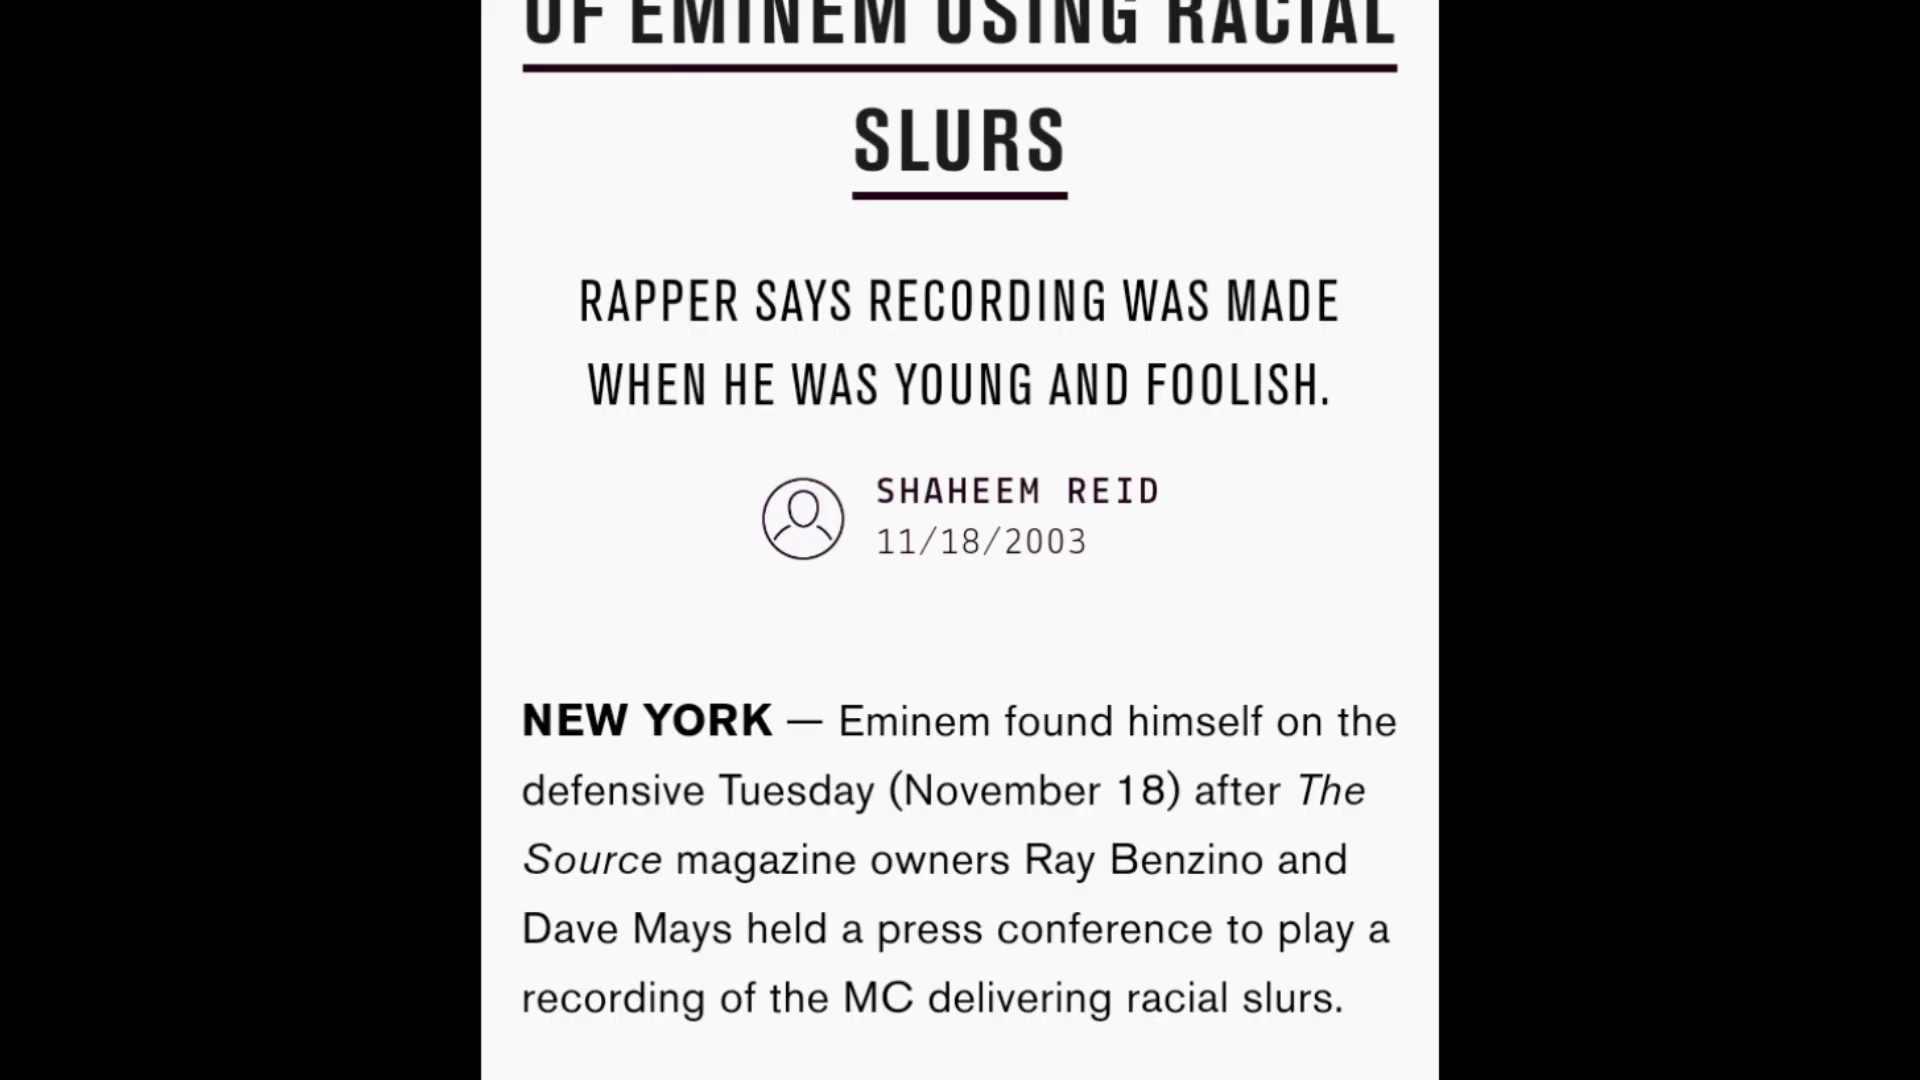 OF EMINEM USING RACIAL
SLURS
RAPPER SAYS RECORDING WAS MADE
WHEN HE WAS YOUNG AND FOOLISH.
SHAHEEM REID
11/18/2003
NEW YORK — Eminem found himself on the
defensive Tuesday (November 18) after The
Source magazine owners Ray Benzino and
Dave Mays held a press conference to play a
recording of the MC delivering racial slurs.